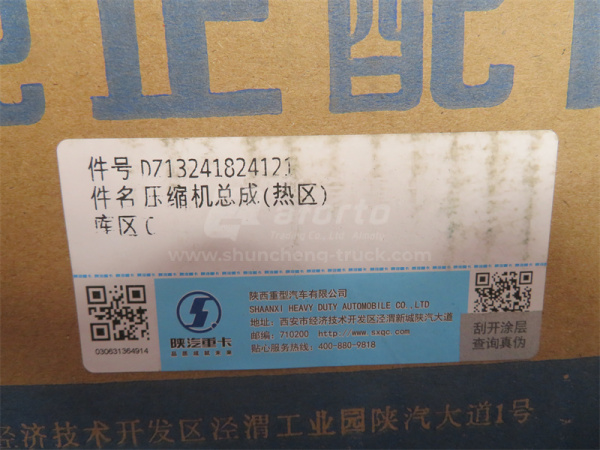 正配
件号 DZ13241824121
件名 压缩机总成(热区)
库区 C
aforto
www.shuncheng-truck.com
陕西重型汽车有限公司
SHAANXI HEAVY DUTY AUTOMOBILE CO.,LTD
地址: 西安市经济技术开发区泾渭新城陕汽大道
邮编: 710200 http://www.sxqc.com
贴心服务热线: 400-880-9818
陕汽重卡
030631364914
刮开涂层
查询真伪
经济技术开发区泾渭工业园陕汽大道1号